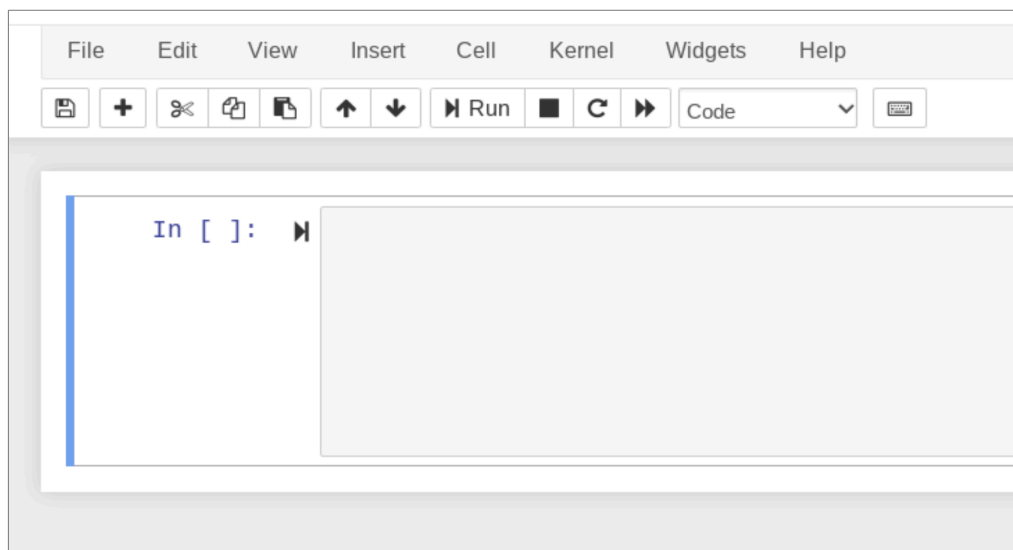 File Edit View Insert Cell Kernel Widgets Help
Run Code
In [ ]: